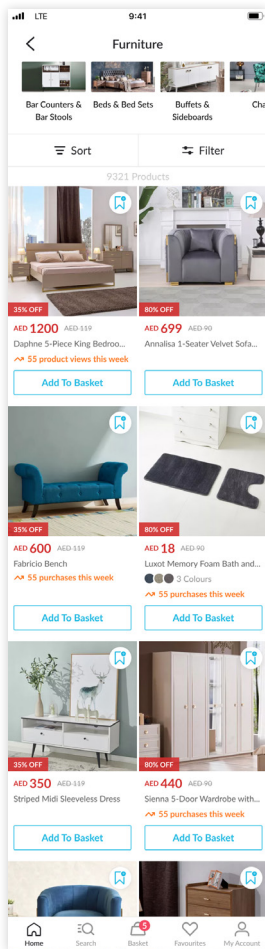 LTE
9:41
Furniture
Bar Counters &
Bar Stools
Beds & Bed Sets
Buffets &
Sideboards
Cha
Sort
Filter
9321 Products
35% OFF
80% OFF
AED 1200 AED 119
AED 699 AED 90
Daphne 5-Piece King Bedroo...
Annalisa 1-Seater Velvet Sofa...
55 product views this week
Add To Basket
Add To Basket
35% OFF
80% OFF
AED 600 AED 119
AED 18 AED 90
Fabricio Bench
Luxot Memory Foam Bath and...
3 Colours
55 purchases this week
55 purchases this week
Add To Basket
Add To Basket
35% OFF
80% OFF
AED 350 AED 119
AED 440 AED 90
Striped Midi Sleeveless Dress
Sienna 5-Door Wardrobe with...
55 purchases this week
Add To Basket
Add To Basket
5
Home
Search
Basket
Favourites
My Account